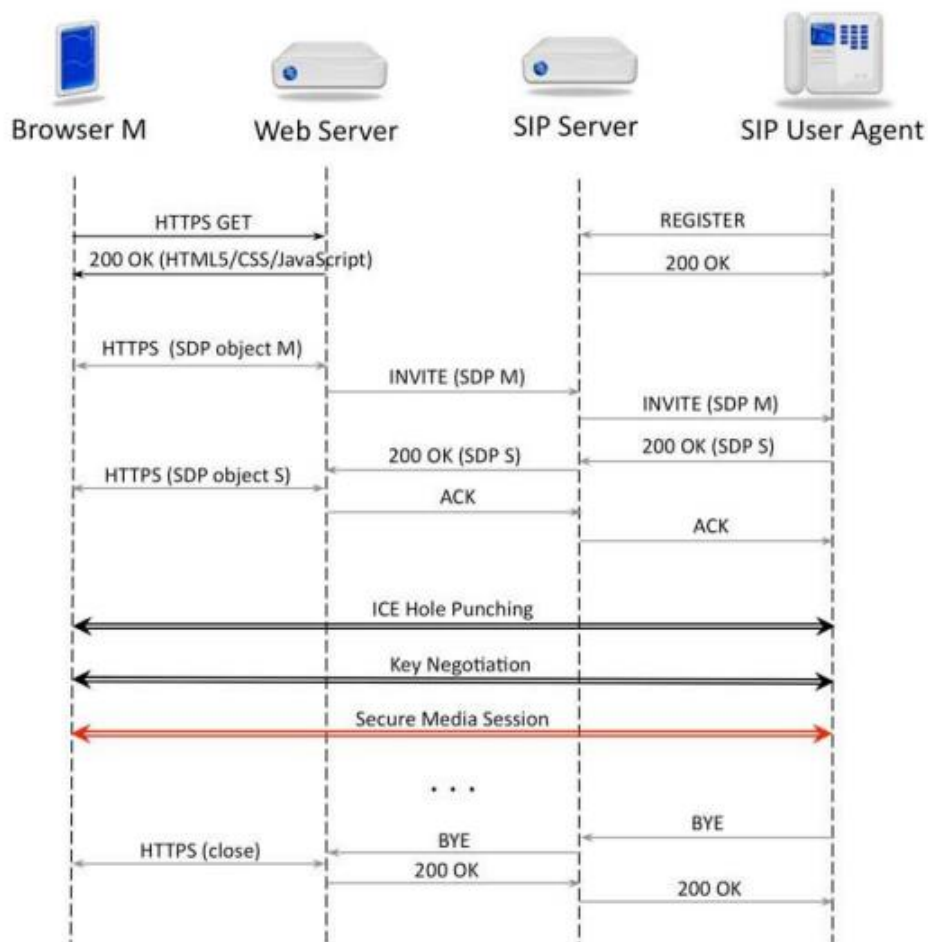 Browser M
Web Server
SIP Server
SIP User Agent
HTTPS GET
REGISTER
200 OK (HTML5/CSS/JavaScript)
200 OK
HTTPS (SDP object M)
INVITE (SDP M)
INVITE (SDP M)
200 OK (SDP S)
200 OK (SDP S)
HTTPS (SDP object S)
ACK
ACK
ICE Hole Punching
Key Negotiation
Secure Media Session
. . .
BYE
BYE
HTTPS (close)
200 OK
200 OK